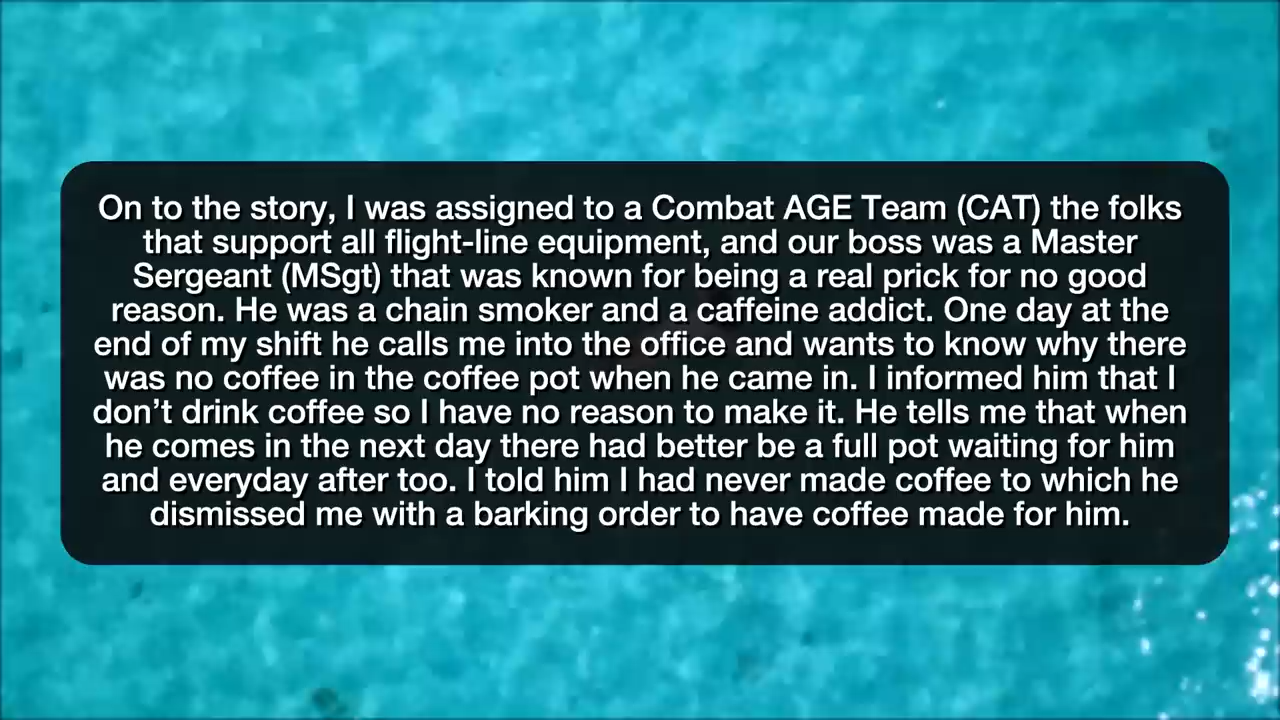 On to the story, I was assigned to a Combat AGE Team (CAT) the folks
that support all flight-line equipment, and our boss was a Master
Sergeant (MSgt) that was known for being a real prick for no good
reason. He was a chain smoker and a caffeine addict. One day at the
end of my shift he calls me into the office and wants to know why there
was no coffee in the coffee pot when he came in. I informed him that I
don’t drink coffee so I have no reason to make it. He tells me that when
he comes in the next day there had better be a full pot waiting for him
and everyday after too. I told him I had never made coffee to which he
dismissed me with a barking order to have coffee made for him.